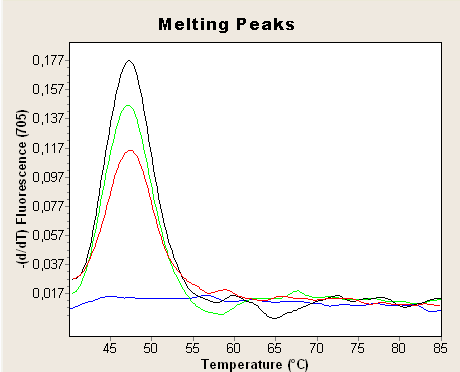 Melting Peaks
-(d/dT) Fluorescence (705)
0,177
0,157
0,137
0,117
0,097
0,077
0,057
0,037
0,017
45 50 55 60 65 70 75 80 85
Temperature (°C)